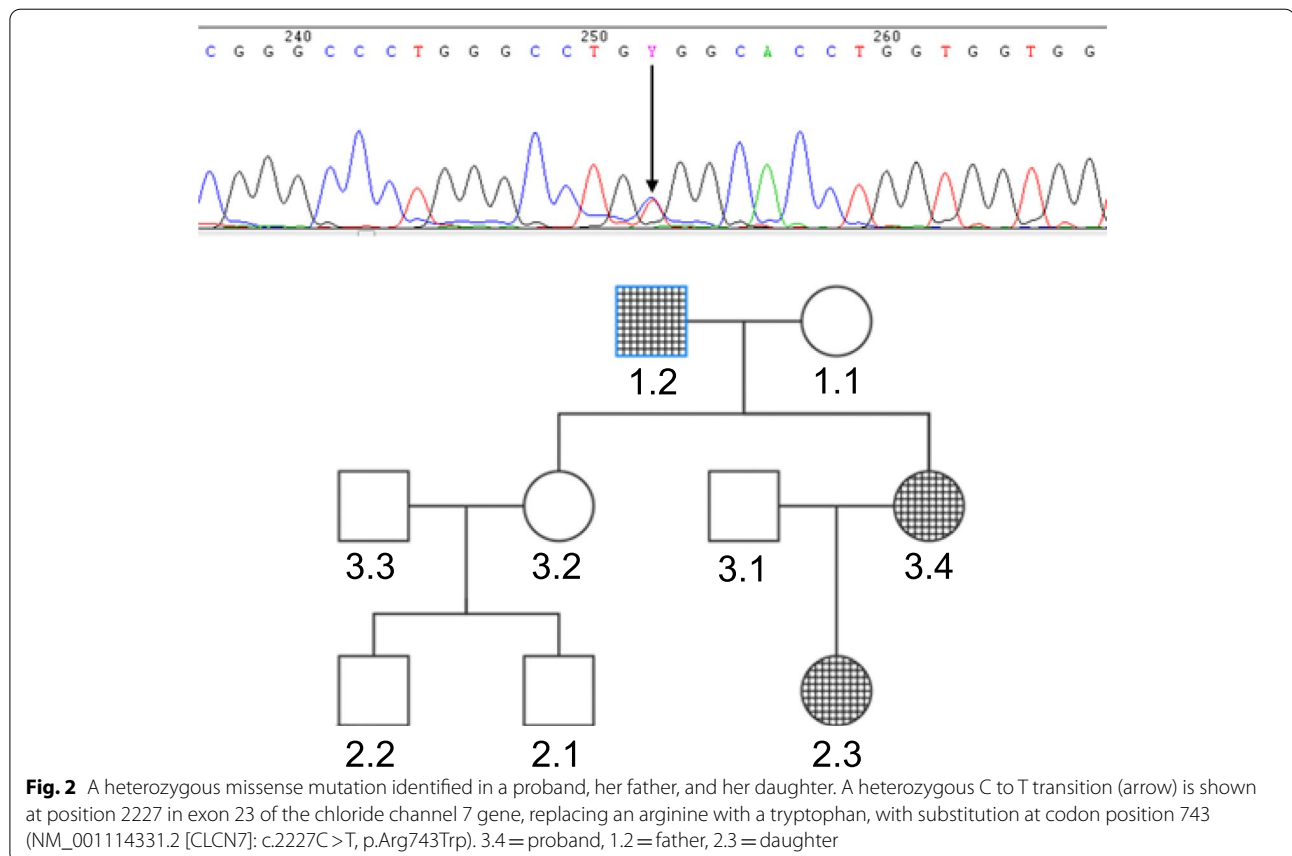 240 250 260
C G G G C C C T G G G C C T G Y G G C A C C T G G T G G T G G
1.2 1.1
3.3 3.2 3.1 3.4
2.2 2.1 2.3
Fig. 2 A heterozygous missense mutation identified in a proband, her father, and her daughter. A heterozygous C to T transition (arrow) is shown
at position 2227 in exon 23 of the chloride channel 7 gene, replacing an arginine with a tryptophan, with substitution at codon position 743
(NM_001114331.2 [CLCN7]: c.2227C > T, p.Arg743Trp). 3.4 = proband, 1.2 = father, 2.3 = daughter